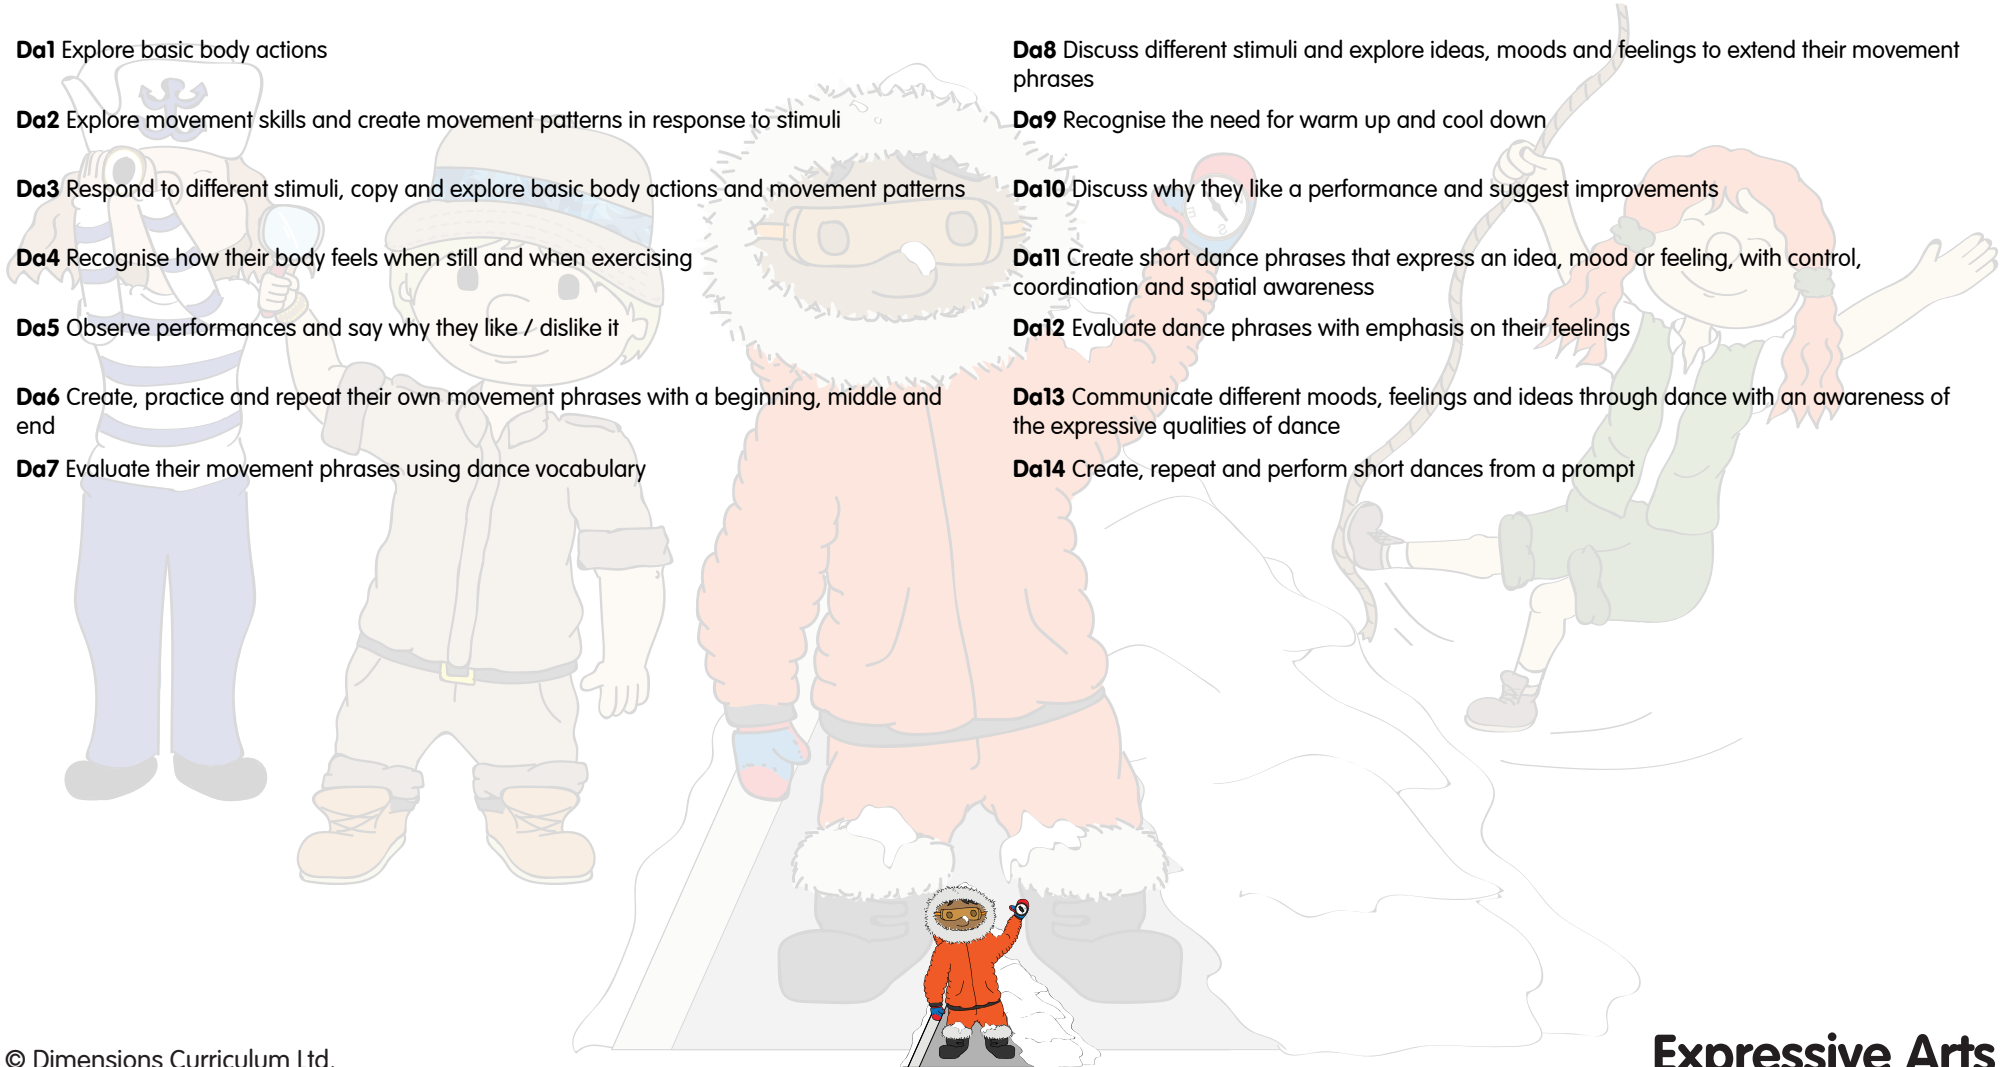 Da1 Explore basic body actions
Da2 Explore movement skills and create movement patterns in response to stimuli
Da3 Respond to different stimuli, copy and explore basic body actions and movement patterns
Da4 Recognise how their body feels when still and when exercising
Da5 Observe performances and say why they like / dislike it
Da6 Create, practice and repeat their own movement phrases with a beginning, middle and
end
Da7 Evaluate their movement phrases using dance vocabulary
Da8 Discuss different stimuli and explore ideas, moods and feelings to extend their movement
phrases
Da9 Recognise the need for warm up and cool down
Da10 Discuss why they like a performance and suggest improvements
Da11 Create short dance phrases that express an idea, mood or feeling, with control,
coordination and spatial awareness
Da12 Evaluate dance phrases with emphasis on their feelings
Da13 Communicate different moods, feelings and ideas through dance with an awareness of
the expressive qualities of dance
Da14 Create, repeat and perform short dances from a prompt
© Dimensions Curriculum Ltd.
Expressive Arts